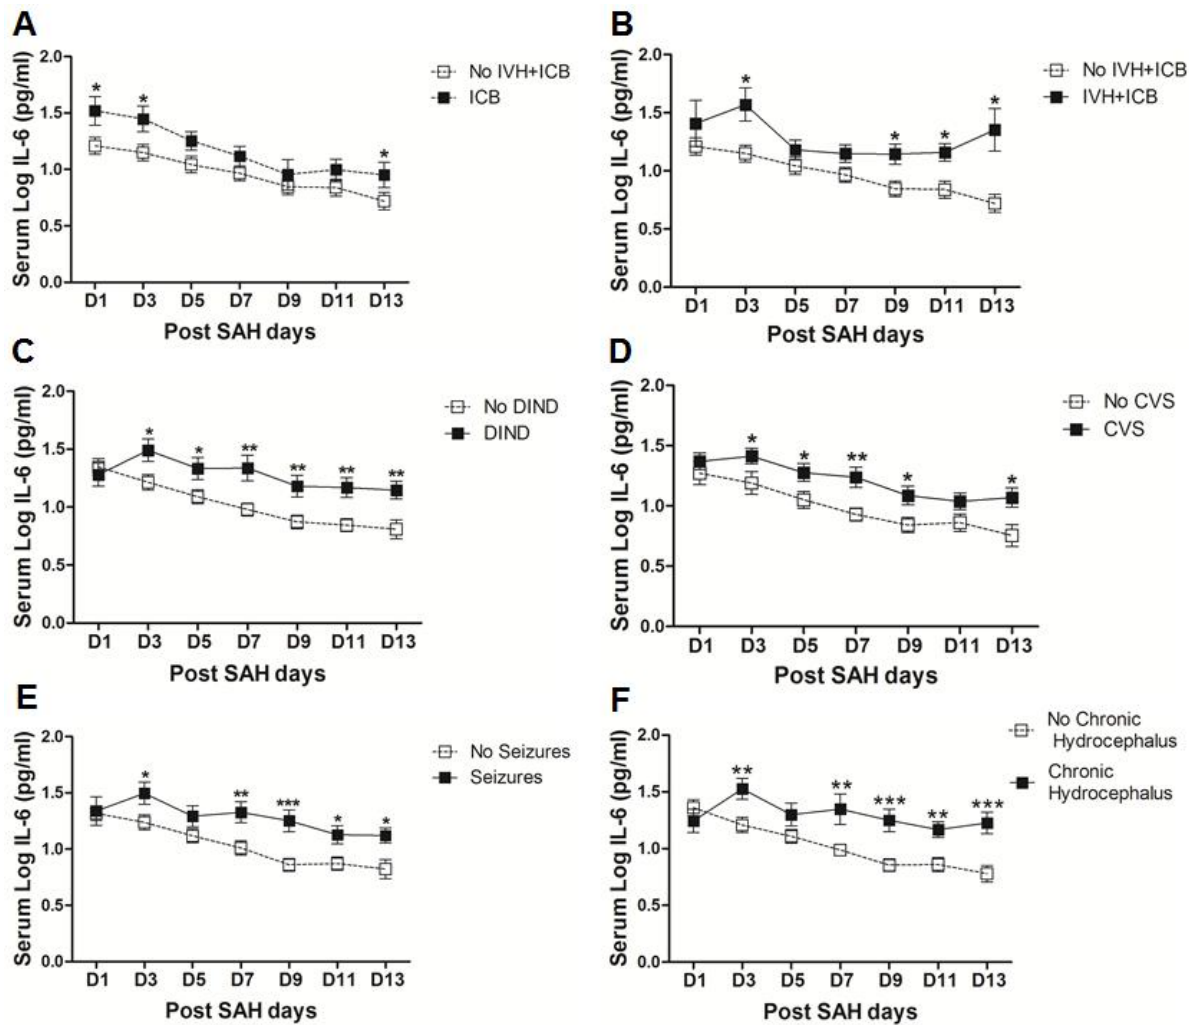 A
Serum Log IL-6 (pg/ml)
2.0
1.5
1.0
0.5
0.0
* * *
D1 D3 D5 D7 D9 D11 D13
Post SAH days
No IVH+ICB
ICB
B
Serum Log IL-6 (pg/ml)
2.0
1.5
1.0
0.5
0.0
* * * *
D1 D3 D5 D7 D9 D11 D13
Post SAH days
No IVH+ICB
IVH+ICB
C
Serum Log IL-6 (pg/ml)
2.0
1.5
1.0
0.5
0.0
* * ** ** ** **
D1 D3 D5 D7 D9 D11 D13
Post SAH days
No DIND
DIND
D
Serum Log IL-6 (pg/ml)
2.0
1.5
1.0
0.5
0.0
* * ** * *
D1 D3 D5 D7 D9 D11 D13
Post SAH days
No CVS
CVS
E
Serum Log IL-6 (pg/ml)
2.0
1.5
1.0
0.5
0.0
* ** *** * *
D1 D3 D5 D7 D9 D11 D13
Post SAH days
No Seizures
Seizures
F
Serum Log IL-6 (pg/ml)
2.0
1.5
1.0
0.5
0.0
** ** *** ** ***
D1 D3 D5 D7 D9 D11 D13
Post SAH days
No Chronic
Hydrocephalus
Chronic
Hydrocephalus